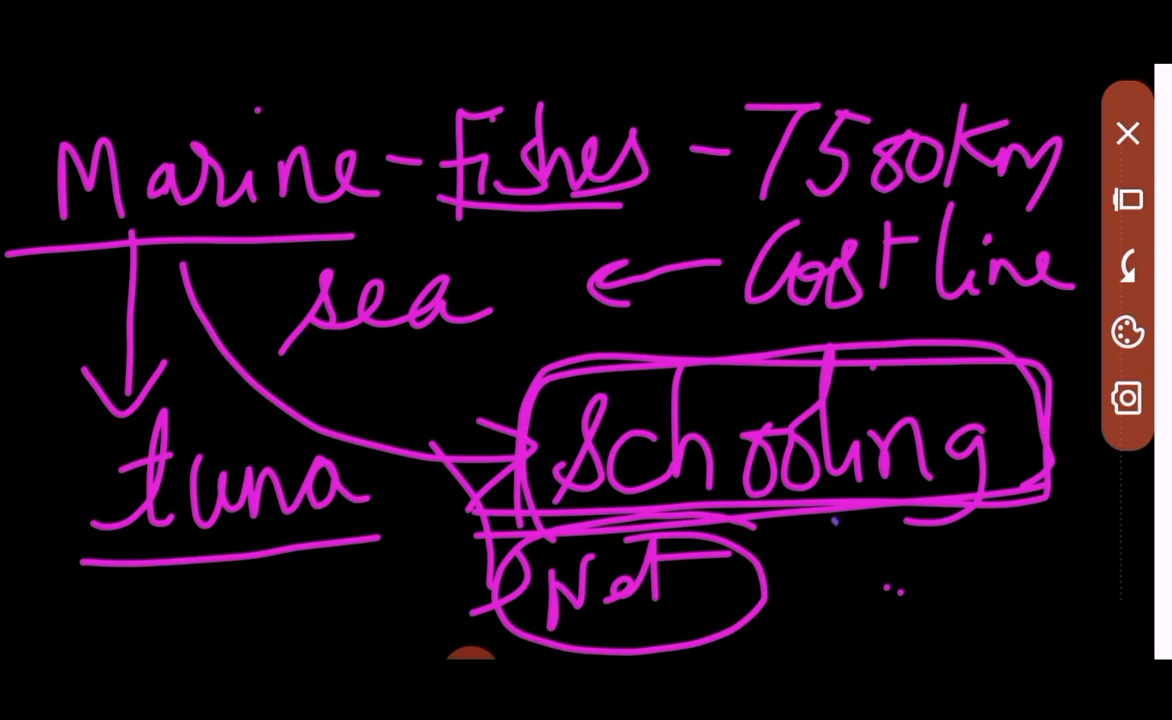 Marine - Fishes - 7580km
sea ← Cost line
tuna
Schooling
Net